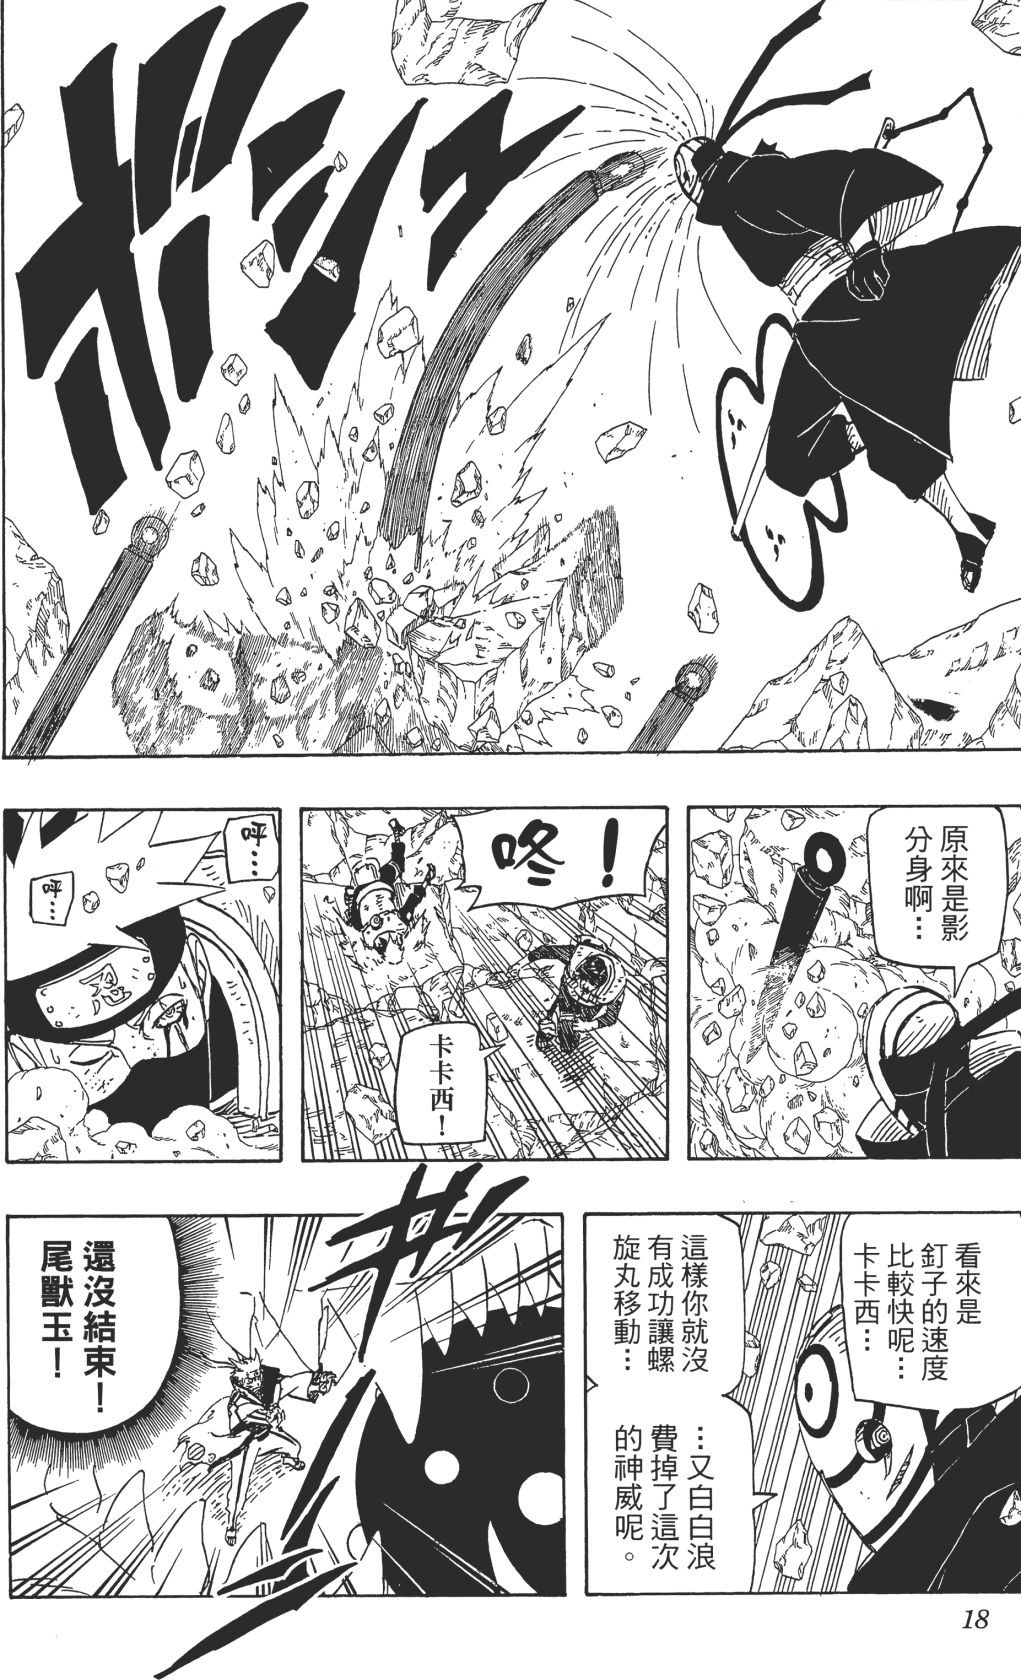 ボシュ
原來是影
分身啊…
咚！
卡卡西！
呼…
忍
呼…
看來是
釘子的速度
比較快呢…
卡卡西…
這樣你就沒
有成功讓螺
旋丸移動…
…又白白浪
費掉了這次
的神威呢。
還沒結束！
尾獸玉！
18